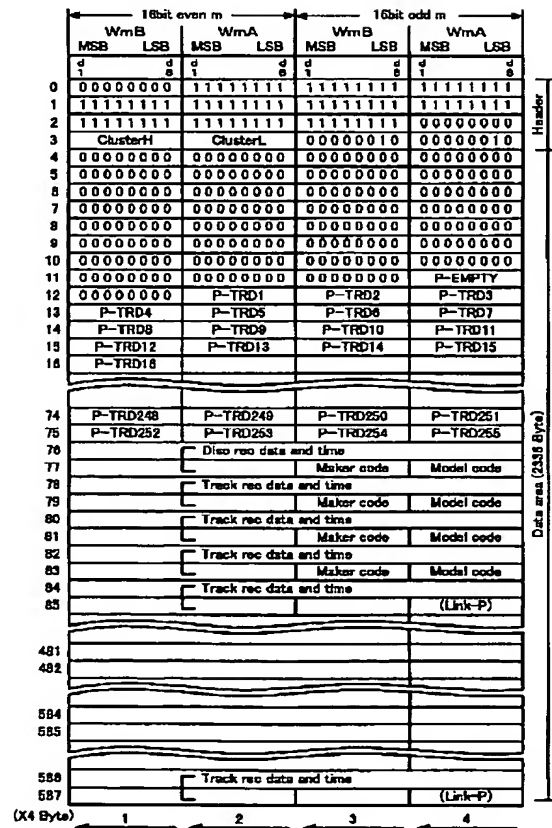 16bit even m 16bit odd m
WmB WmA WmB WmA
MSB LSB MSB LSB MSB LSB MSB LSB
d d d d d d d d
1 8 1 8 1 8 1 8
0 00000000 11111111 11111111 11111111
1 11111111 11111111 11111111 11111111
2 11111111 11111111 11111111 00000000
3 ClusterH ClusterL 00000010 00000010
4 00000000 00000000 00000000 00000000
5 00000000 00000000 00000000 00000000
6 00000000 00000000 00000000 00000000
7 00000000 00000000 00000000 00000000
8 00000000 00000000 00000000 00000000
9 00000000 00000000 00000000 00000000
10 00000000 00000000 00000000 00000000
11 00000000 00000000 00000000 P-EMPTY
12 00000000 P-TRD1 P-TRD2 P-TRD3
13 P-TRD4 P-TRD5 P-TRD6 P-TRD7
14 P-TRD8 P-TRD9 P-TRD10 P-TRD11
15 P-TRD12 P-TRD13 P-TRD14 P-TRD15
16 P-TRD16
74 P-TRD248 P-TRD249 P-TRD250 P-TRD251
75 P-TRD252 P-TRD253 P-TRD254 P-TRD255
76 Disc rec data and time
77 Maker code Model code
78 Track rec data and time
79 Maker code Model code
80 Track rec data and time
81 Maker code Model code
82 Track rec data and time
83 Maker code Model code
84 Track rec data and time
85 (Link-P)
481
482
584
585
586 Track rec data and time
587 (Link-P)
(X4 Byte) 1 2 3 4
Header
Data area (2336 Byte)